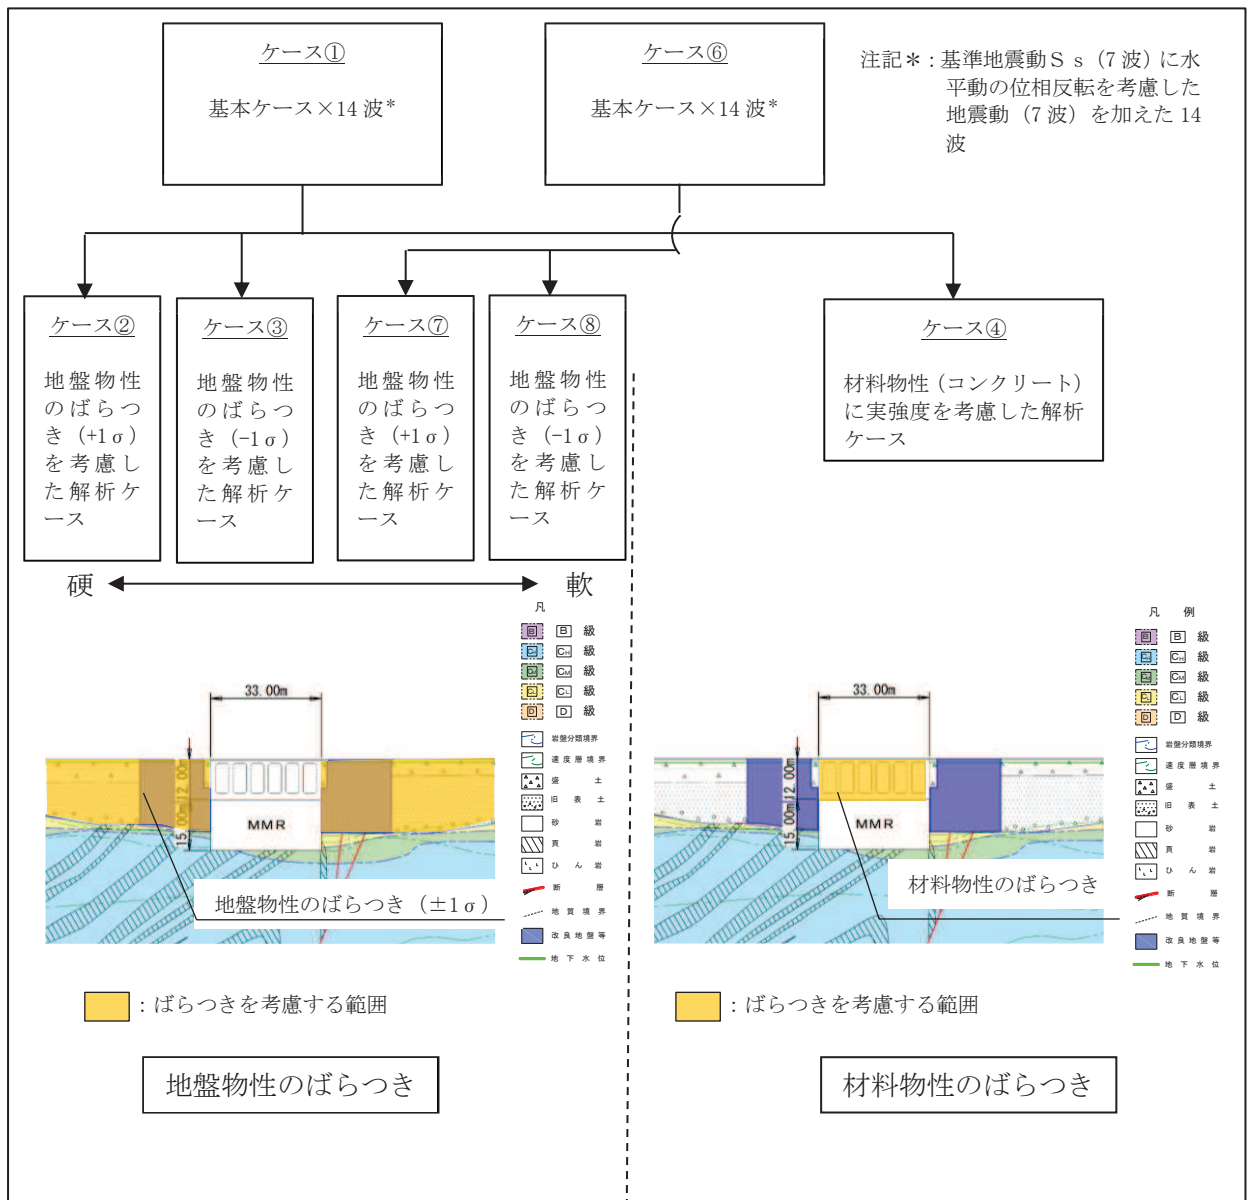 ケース①
基本ケース×14 波*
ケース⑥
基本ケース×14 波*
注記＊：基準地震動Ｓｓ（7 波）に水
平動の位相反転を考慮した
地震動（7 波）を加えた 14
波
ケース②
地盤物性
のばらつ
き（+1σ）
を考慮し
た解析ケ
ース
ケース③
地盤物性
のばらつ
き（-1σ）
を考慮し
た解析ケ
ース
ケース⑦
地盤物性
のばらつ
き（+1σ）
を考慮し
た解析ケ
ース
ケース⑧
地盤物性
のばらつ
き（-1σ）
を考慮し
た解析ケ
ース
ケース④
材料物性（コンクリート）
に実強度を考慮した解析
ケース
硬
軟
凡
B B 級
CH CH 級
CM CM 級
CL CL 級
D D 級
岩盤分類境界
速度層境界
盛土
旧表土
砂岩
頁岩
ひん岩
断層
地質境界
改良地盤等
地下水位
33.00m
12.00m
15.00m
MMR
地盤物性のばらつき（±1σ）
：ばらつきを考慮する範囲
地盤物性のばらつき
凡例
B B 級
CH CH 級
CM CM 級
CL CL 級
D D 級
岩盤分類境界
速度層境界
盛土
旧表土
砂岩
頁岩
ひん岩
断層
地質境界
改良地盤等
地下水位
33.00m
12.00m
15.00m
MMR
材料物性のばらつき
：ばらつきを考慮する範囲
材料物性のばらつき